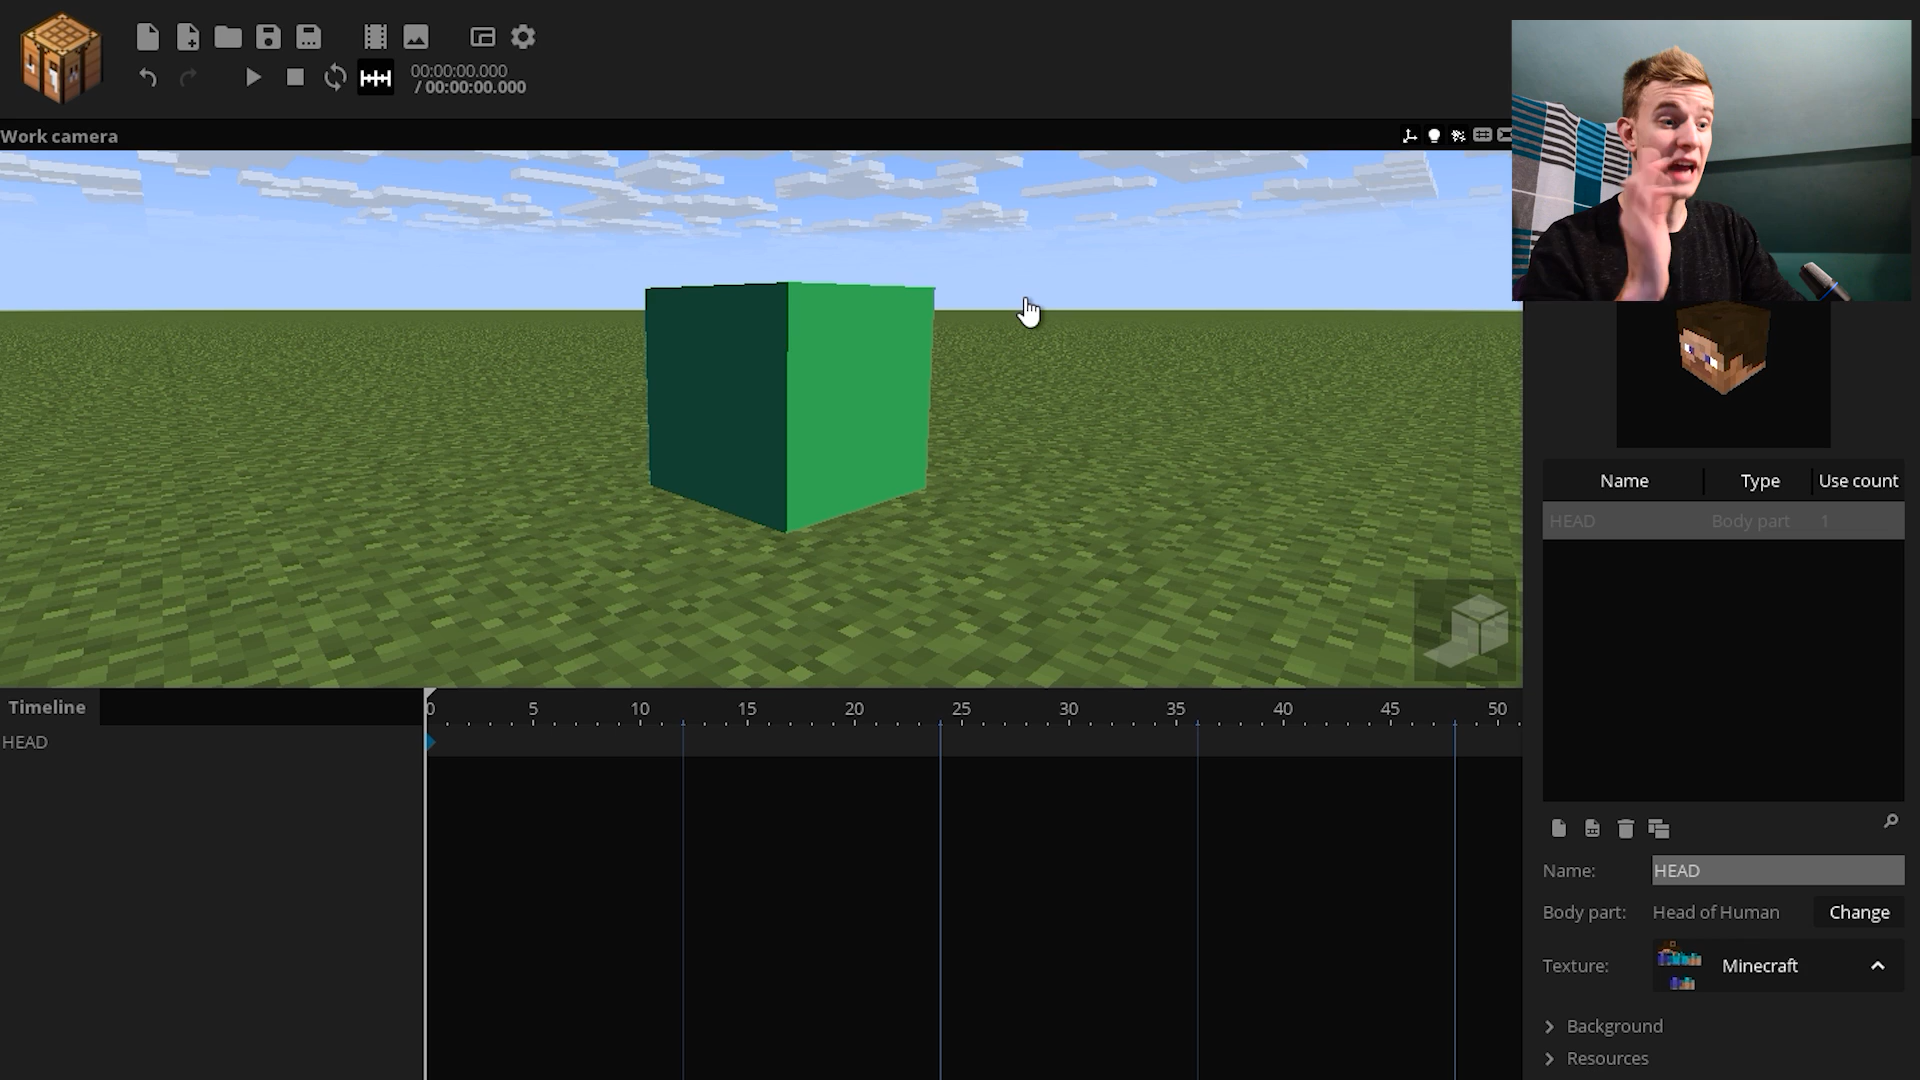 00:00:00.000
/ 00:00:00.000
Work camera
Name Type Use count
HEAD Body part 1
Timeline
0 5 10 15 20 25 30 35 40 45 50
HEAD
Name: HEAD
Body part: Head of Human Change
Texture: Minecraft
Background
Resources